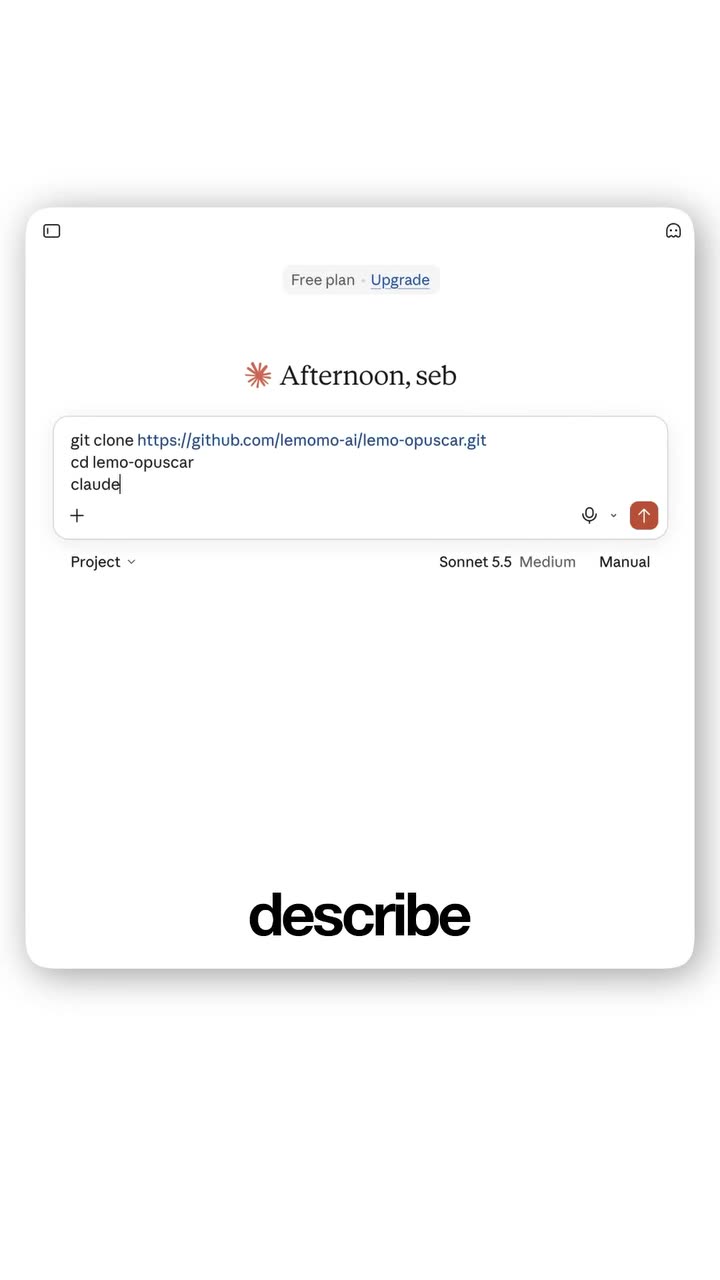 Free plan · Upgrade
Afternoon, seb
git clone https://github.com/lemomo-ai/lemo-opuscar.git
cd lemo-opuscar
claude
Project
Sonnet 5.5 Medium Manual
describe